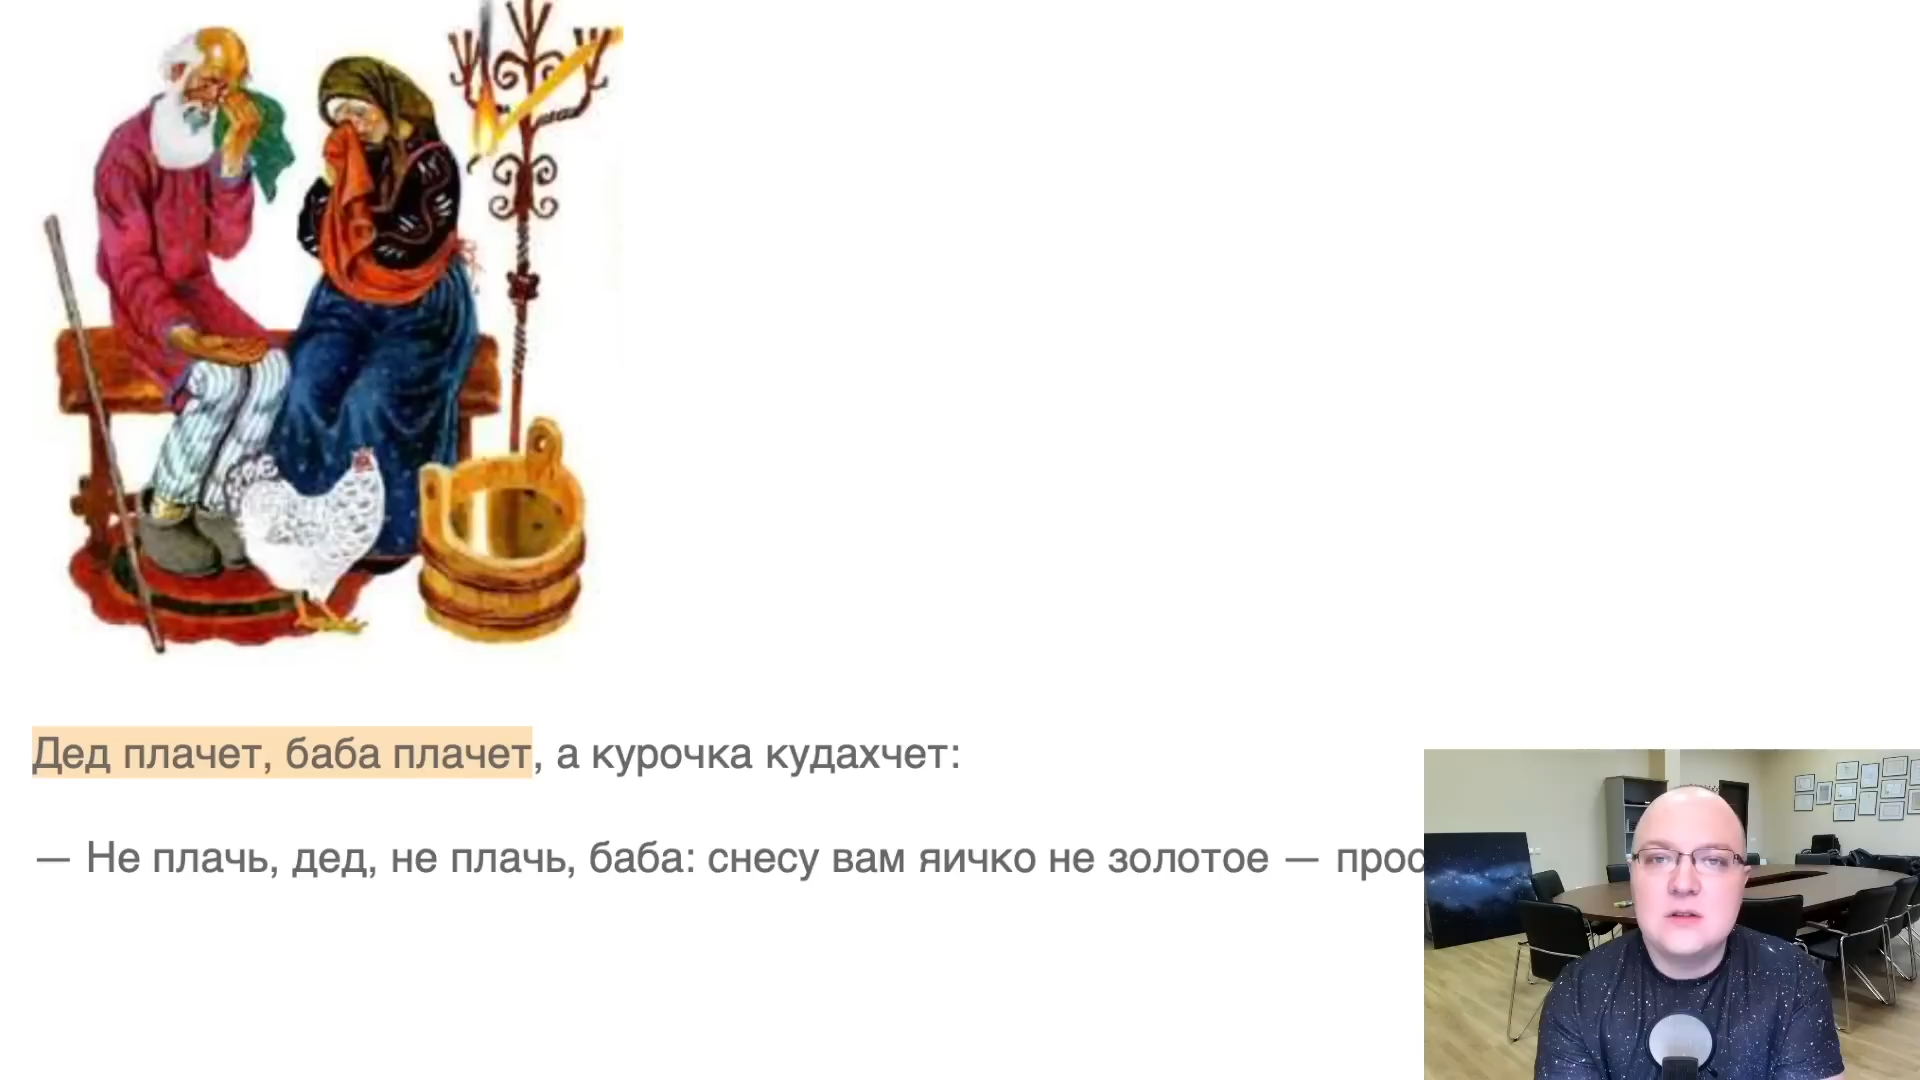 Дед плачет, баба плачет, а курочка кудахчет:
— Не плачь, дед, не плачь, баба: снесу вам яичко не золотое —